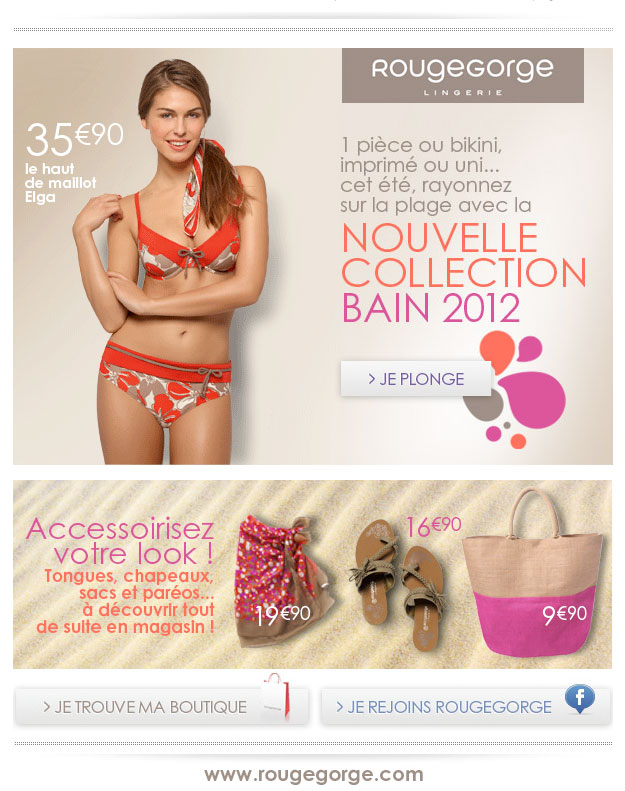 ROUGEGORGE
LINGERIE
35€90
le haut
de maillot
Elga
1 pièce ou bikini,
imprimé ou uni...
cet été, rayonnez
sur la plage avec la
NOUVELLE
COLLECTION
BAIN 2012
> JE PLONGE
Accessoirisez
votre look !
Tongues, chapeaux,
sacs et paréos...
à découvrir tout
de suite en magasin !
19€90
16€90
9€90
> JE TROUVE MA BOUTIQUE
> JE REJOINS ROUGEGORGE
f
www.rougegorge.com